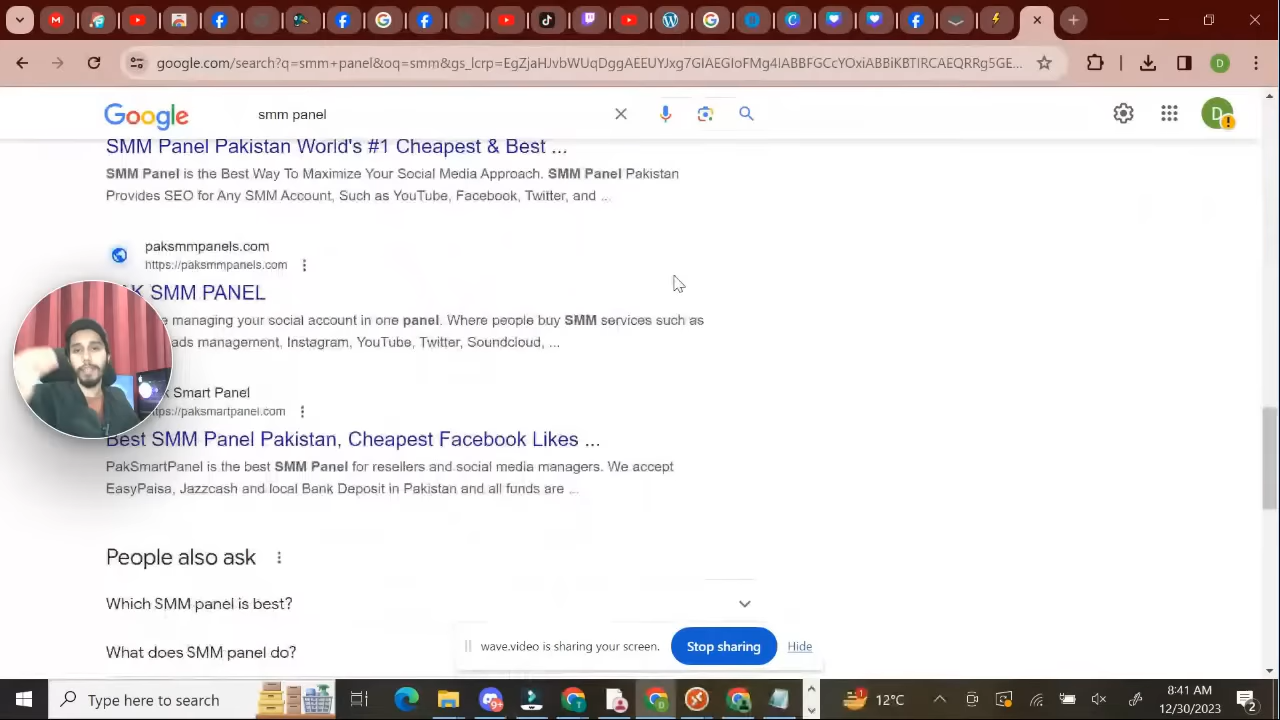 google.com/search?q=smm+panel&oq=smm&gs_lcrp=EgZjaHJvbWUqDggAEEUYJxg7GIAEGIoFMg4IABBFGCcYOxiABBiKBTIRCAEQRRg5GE...
Google
smm panel
D
SMM Panel Pakistan World's #1 Cheapest & Best ...
SMM Panel is the Best Way To Maximize Your Social Media Approach. SMM Panel Pakistan
Provides SEO for Any SMM Account, Such as YouTube, Facebook, Twitter, and ...
paksmmpanels.com
https://paksmmpanels.com
SMM PANEL
managing your social account in one panel. Where people buy SMM services such as
ads management, Instagram, YouTube, Twitter, Soundcloud, ...
Smart Panel
https://paksmartpanel.com
Best SMM Panel Pakistan, Cheapest Facebook Likes ...
PakSmartPanel is the best SMM Panel for resellers and social media managers. We accept
EasyPaisa, Jazzcash and local Bank Deposit in Pakistan and all funds are ...
People also ask
Which SMM panel is best?
What does SMM panel do?
wave.video is sharing your screen.
Stop sharing
Hide
Type here to search
12°C
8:41 AM
12/30/2023
2